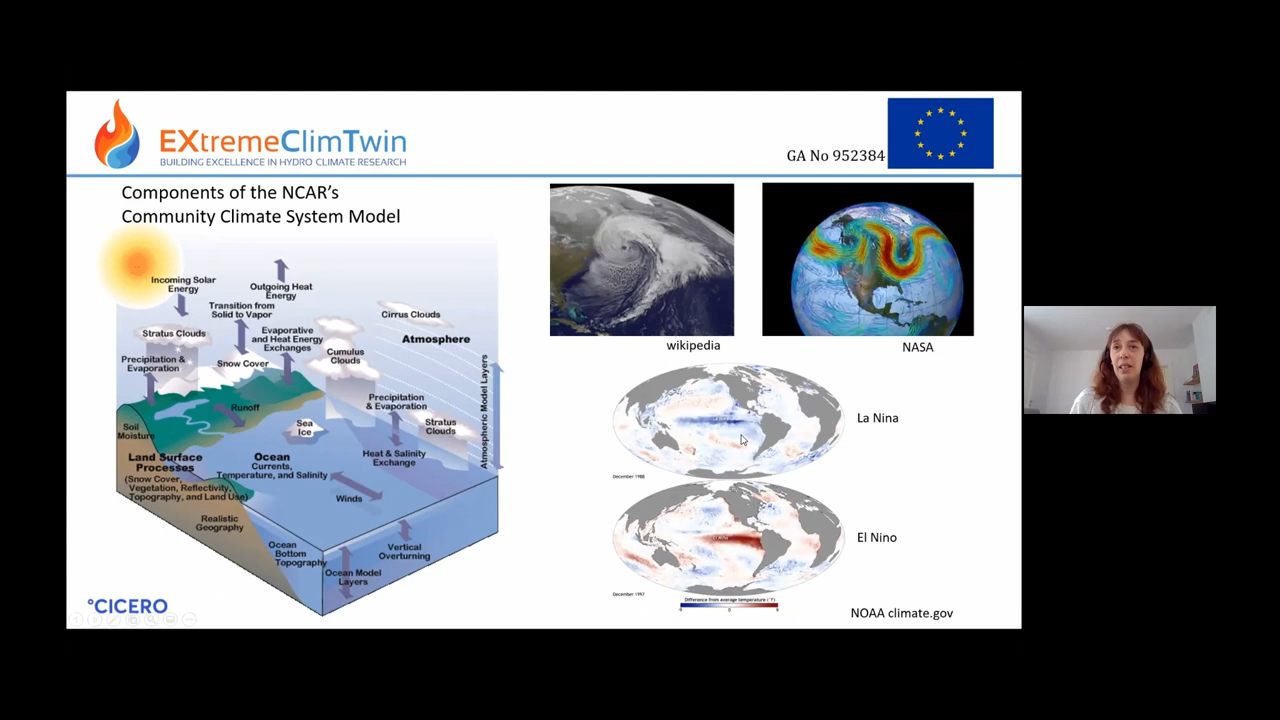 EXtremeClimTwin
BUILDING EXCELLENCE IN HYDRO CLIMATE RESEARCH
GA No 952384
Components of the NCAR's
Community Climate System Model
Incoming Solar
Energy
Outgoing Heat
Energy
Transition from
Solid to Vapor
Stratus Clouds
Evaporative
and Heat Energy
Exchanges
Cirrus Clouds
Atmosphere
Precipitation &
Evaporation
Snow Cover
Cumulus
Clouds
Atmospheric Model Layers
Runoff
Precipitation
& Evaporation
Soil
Moisture
Sea
Ice
Stratus
Clouds
Land Surface
Processes
(Snow Cover,
Vegetation, Reflectivity,
Topography, and Land Use)
Ocean
Currents,
Temperature, and Salinity
Heat & Salinity
Exchange
Winds
Realistic
Geography
Ocean
Bottom
Topography
Vertical
Overturning
Ocean Model
Layers
°CICERO
wikipedia
NASA
La Nina
December 1988
El Nino
December 1997
Difference from average temperature (°F)
NOAA climate.gov